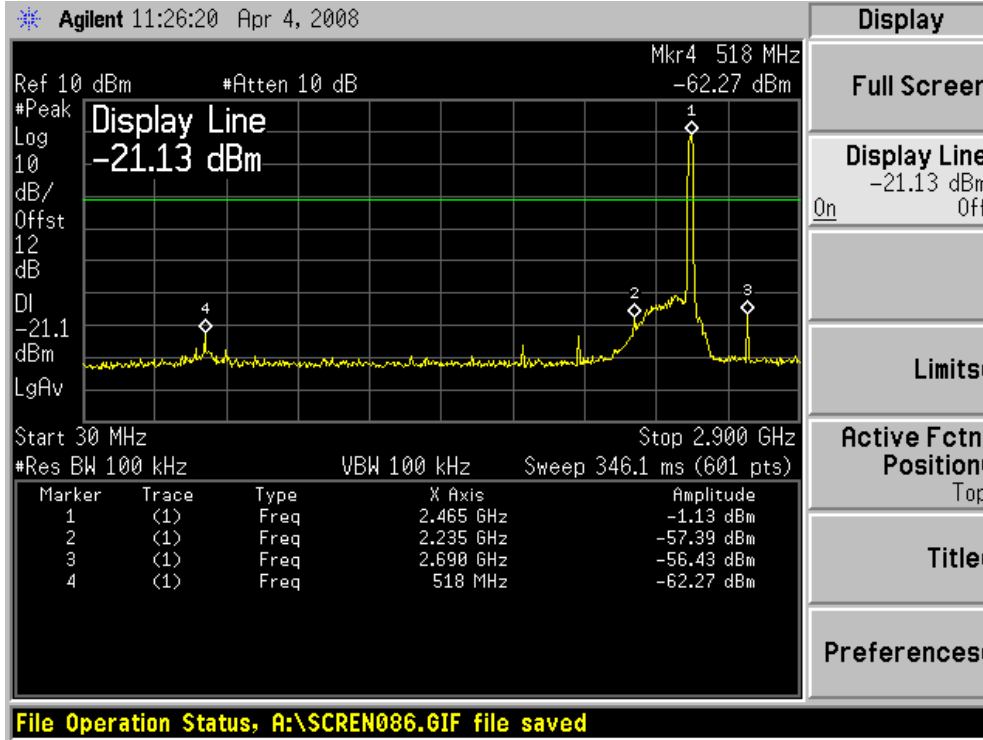 Agilent 11:26:20 Apr 4, 2008
Display
Mkr4 518 MHz
Ref 10 dBm #Atten 10 dB -62.27 dBm
#Peak
Log
10
dB/
Offst
12
dB
DI
-21.1
dBm
LgAv
Display Line
-21.13 dBm
1
2
3
4
Start 30 MHz Stop 2.900 GHz
#Res BW 100 kHz VBW 100 kHz Sweep 346.1 ms (601 pts)
Marker Trace Type X Axis Amplitude
1 (1) Freq 2.465 GHz -1.13 dBm
2 (1) Freq 2.235 GHz -57.39 dBm
3 (1) Freq 2.690 GHz -56.43 dBm
4 (1) Freq 518 MHz -62.27 dBm
Full Screen
Display Line
-21.13 dBm
On Off
Limits
Active Fctn
Position
Top
Title
Preferences
File Operation Status, A:\SCREN086.GIF file saved